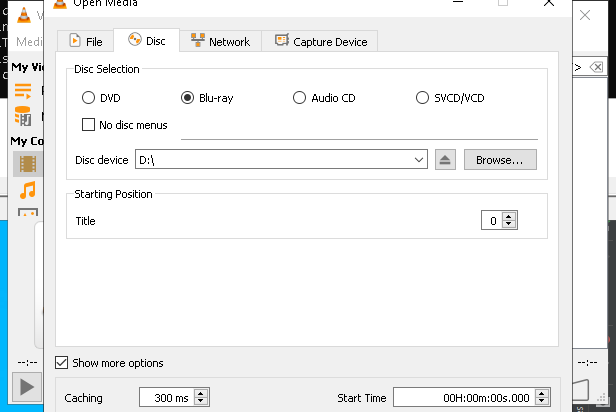 Open Media
Medi
File
Disc
Network
Capture Device
My Vi
Disc Selection
DVD
Blu-ray
Audio CD
SVCD/VCD
No disc menus
My Co
Disc device
D:\
Browse...
Starting Position
Title
0
--:--
--:--
Show more options
Caching
300 ms
Start Time
00H:00m:00s.000